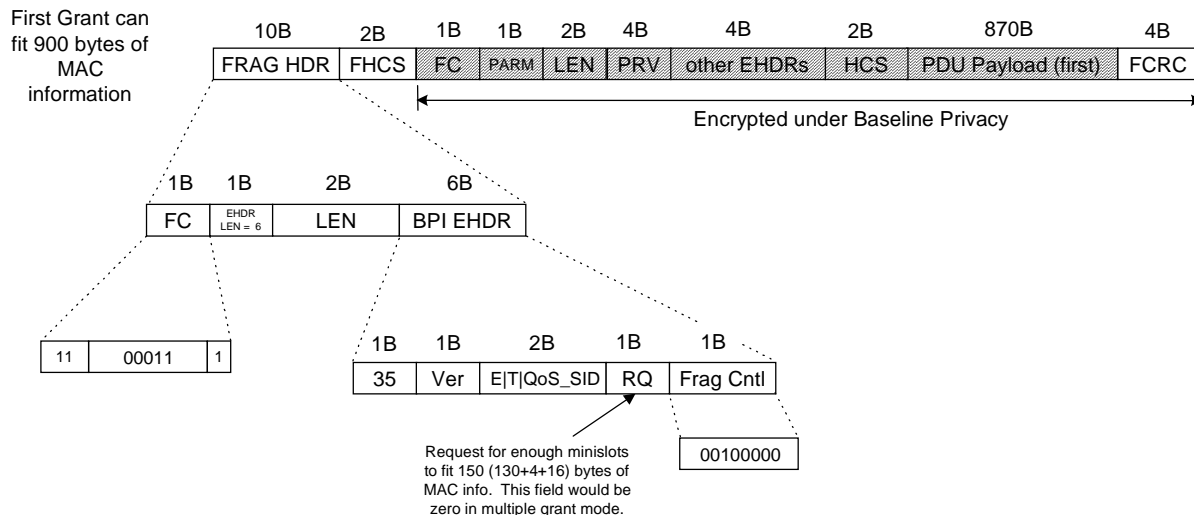 First Grant can
fit 900 bytes of
MAC
information
10B 2B 1B 1B 2B 4B 4B 2B 870B 4B
FRAG HDR FHCS FC PARM LEN PRV other EHDRs HCS PDU Payload (first) FCRC
Encrypted under Baseline Privacy
1B 1B 2B 6B
FC EHDR LEN = 6 LEN BPI EHDR
11 00011 1
1B 1B 2B 1B 1B
35 Ver E|T|QoS_SID RQ Frag Cntl
Request for enough minislots
to fit 150 (130+4+16) bytes of
MAC info. This field would be
zero in multiple grant mode.
00100000